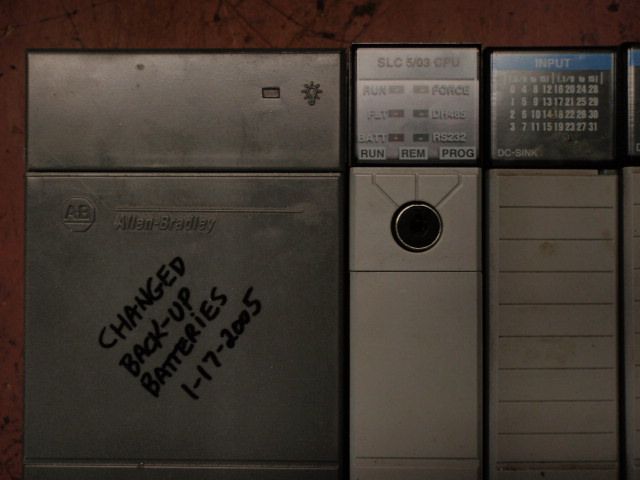 SLC 5/03 CPU
RUN FORCE
FLT DH485
BATT RS232
RUN REM PROG
INPUT
0 4 8 12 16 20 24 28
1 5 9 13 17 21 25 29
2 6 10 14 18 22 26 30
3 7 11 15 19 23 27 31
DC-SINK
AB
Allen-Bradley
CHANGED
BACK-UP
BATTERIES
1-17-2005